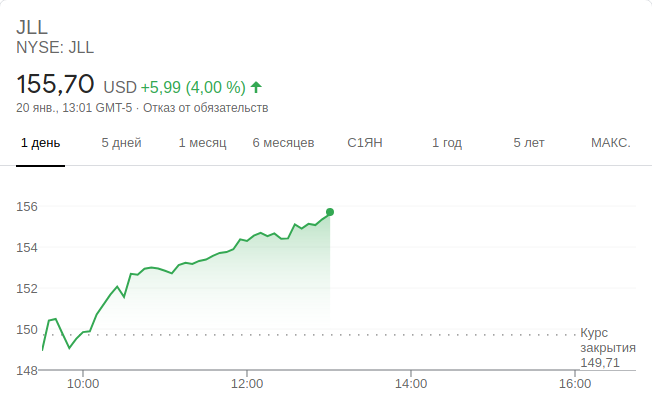 JLL
NYSE: JLL
155,70 USD +5,99 (4,00 %)
20 янв., 13:01 GMT-5 · Отказ от обязательств
1 день 5 дней 1 месяц 6 месяцев С1ЯН 1 год 5 лет МАКС.
156
154
152
150
148
Курс
закрытия
149,71
10:00 12:00 14:00 16:00